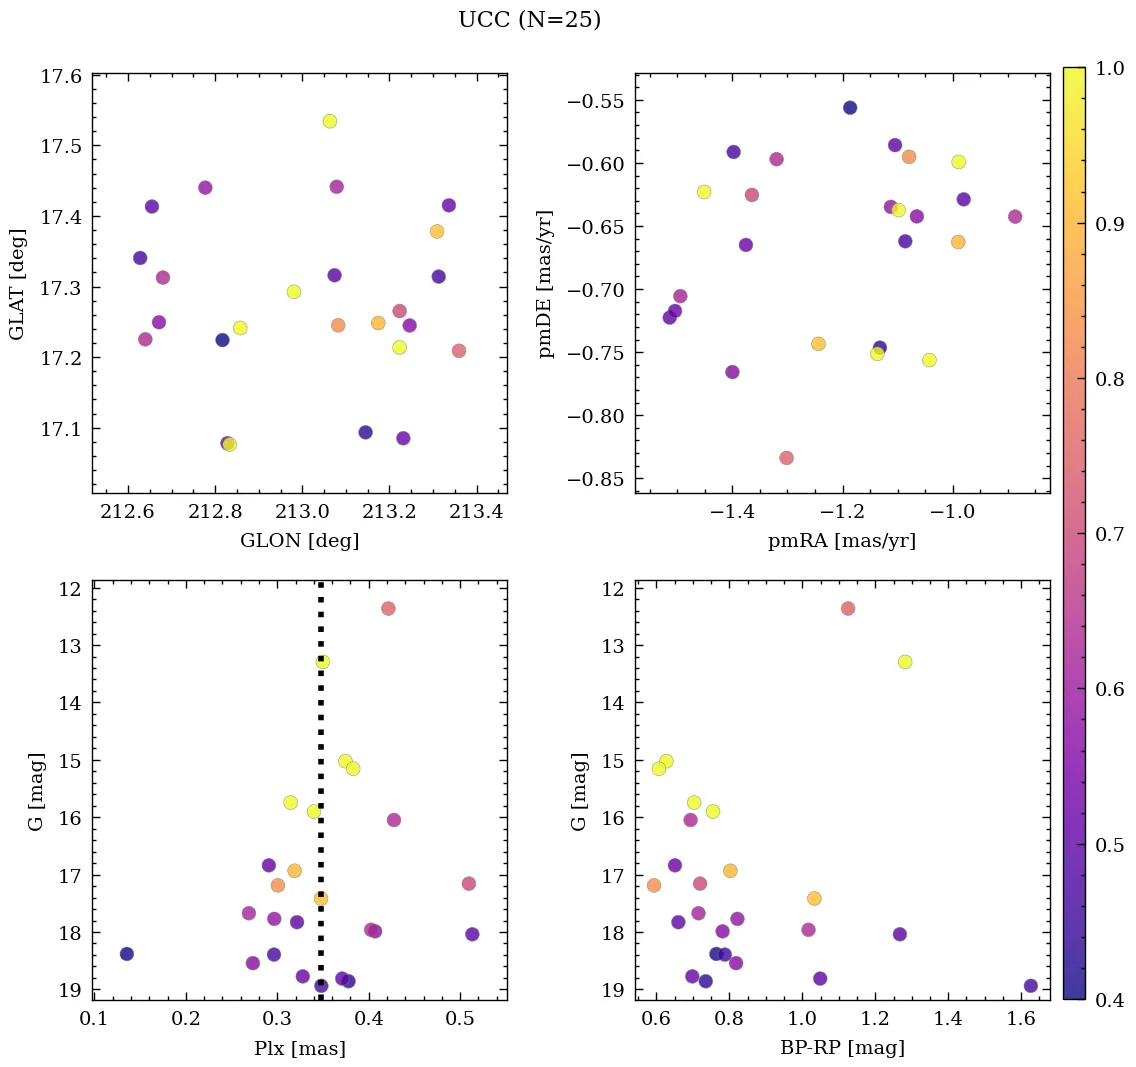 UCC (N=25)
17.6
17.5
17.4
17.3
17.2
17.1
GLAT [deg]
212.6 212.8 213.0 213.2 213.4
GLON [deg]
−0.55
−0.60
−0.65
−0.70
−0.75
−0.80
−0.85
pmDE [mas/yr]
−1.4 −1.2 −1.0
pmRA [mas/yr]
12
13
14
15
16
17
18
19
G [mag]
0.1 0.2 0.3 0.4 0.5
Plx [mas]
12
13
14
15
16
17
18
19
G [mag]
0.6 0.8 1.0 1.2 1.4 1.6
BP-RP [mag]
1.0
0.9
0.8
0.7
0.6
0.5
0.4